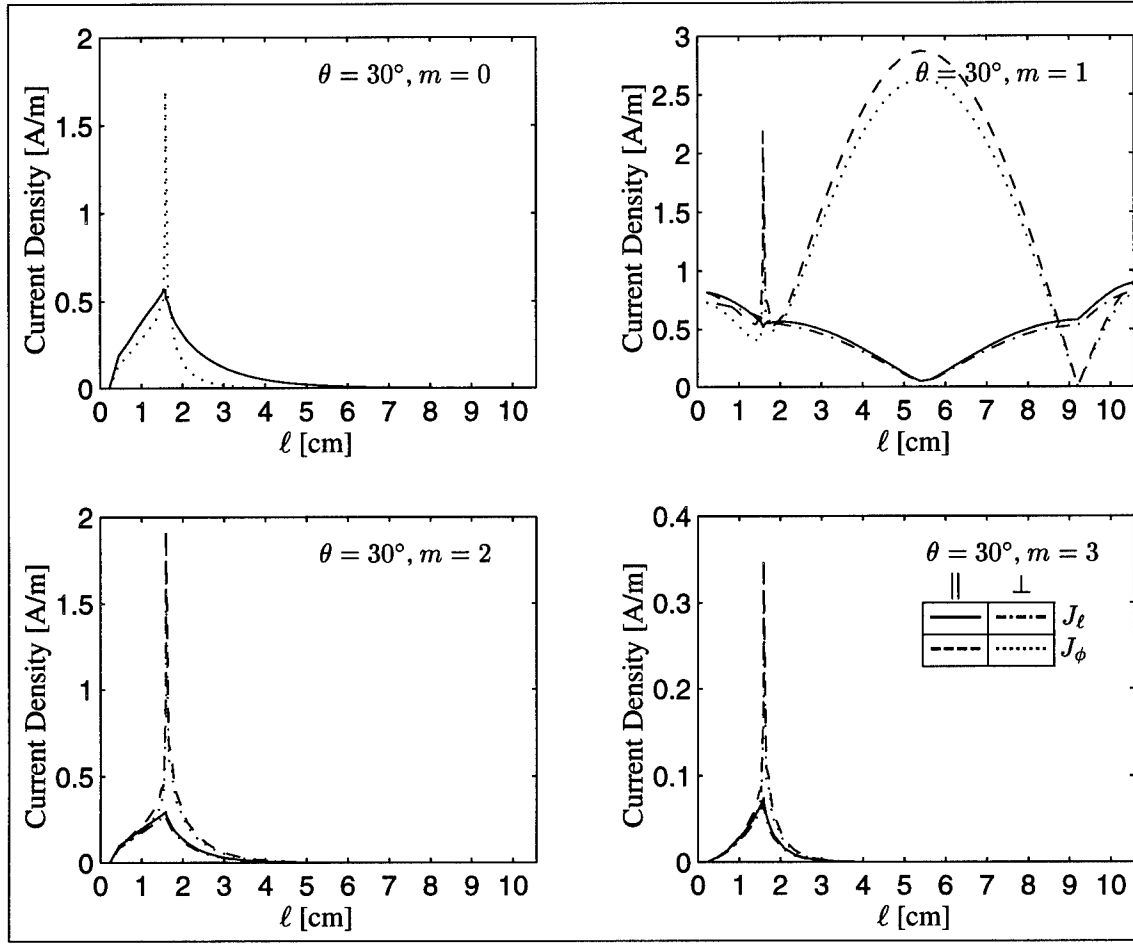 θ = 30°, m = 0
Current Density [A/m]
2
1.5
1
0.5
0
0 1 2 3 4 5 6 7 8 9 10
ℓ [cm]
θ = 30°, m = 1
Current Density [A/m]
3
2.5
2
1.5
1
0.5
0
0 1 2 3 4 5 6 7 8 9 10
ℓ [cm]
θ = 30°, m = 2
Current Density [A/m]
2
1.5
1
0.5
0
0 1 2 3 4 5 6 7 8 9 10
ℓ [cm]
θ = 30°, m = 3
|| ⊥
J_ℓ
J_ϕ
Current Density [A/m]
0.4
0.3
0.2
0.1
0
0 1 2 3 4 5 6 7 8 9 10
ℓ [cm]